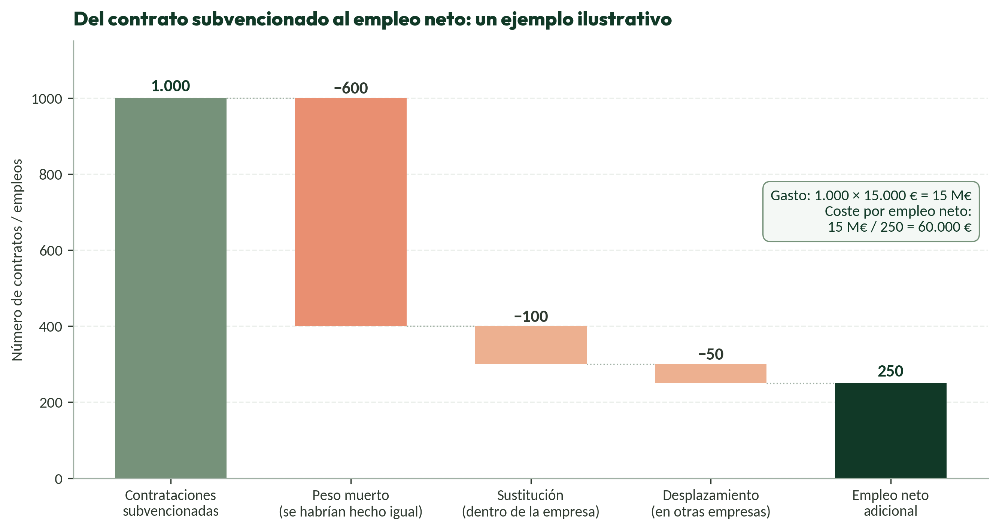 Del contrato subvencionado al empleo neto: un ejemplo ilustrativo
Número de contratos / empleos
1000
800
600
400
200
0
1.000
−600
−100
−50
250
Gasto: 1.000 × 15.000 € = 15 M€
Coste por empleo neto:
15 M€ / 250 = 60.000 €
Contrataciones
subvencionadas
Peso muerto
(se habrían hecho igual)
Sustitución
(dentro de la empresa)
Desplazamiento
(en otras empresas)
Empleo neto
adicional